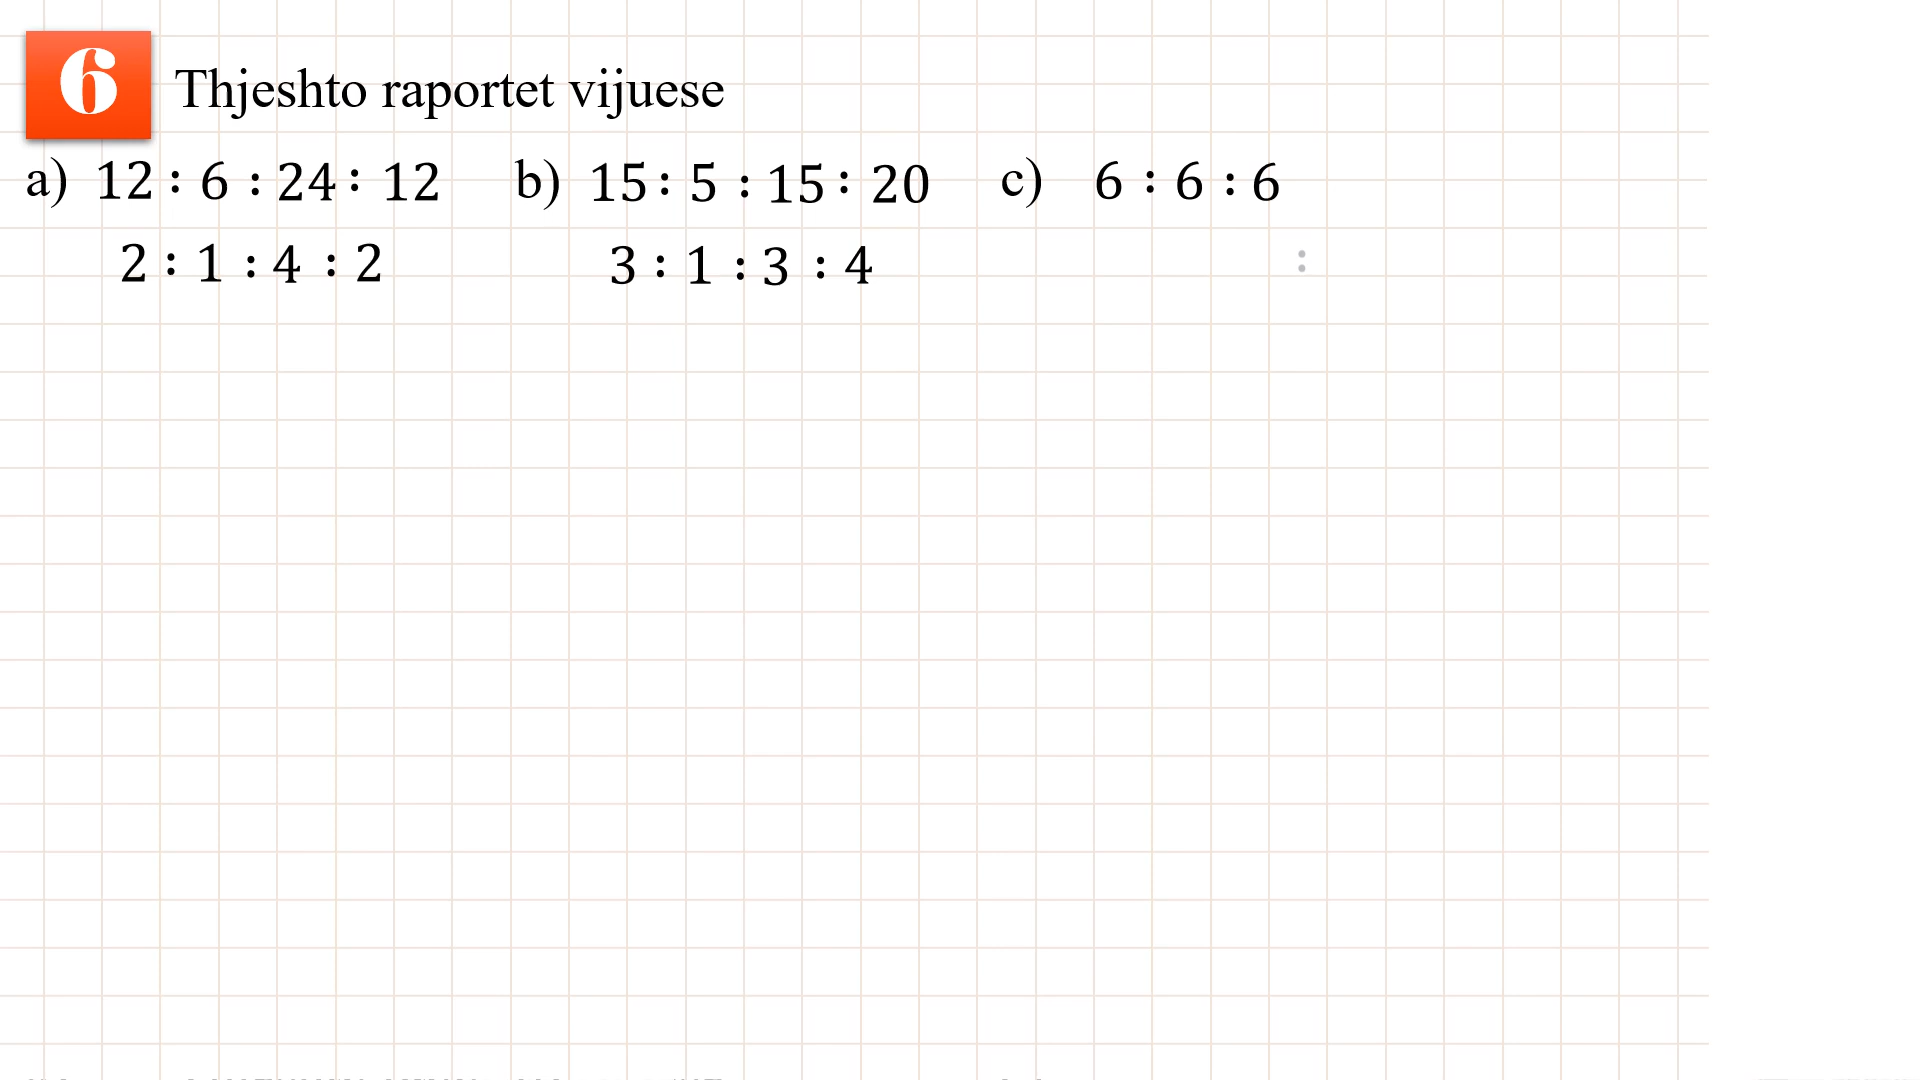 6 Thjeshto raportet vijuese
a) 12 : 6 : 24 : 12 b) 15 : 5 : 15 : 20 c) 6 : 6 : 6
2 : 1 : 4 : 2 3 : 1 : 3 : 4 :